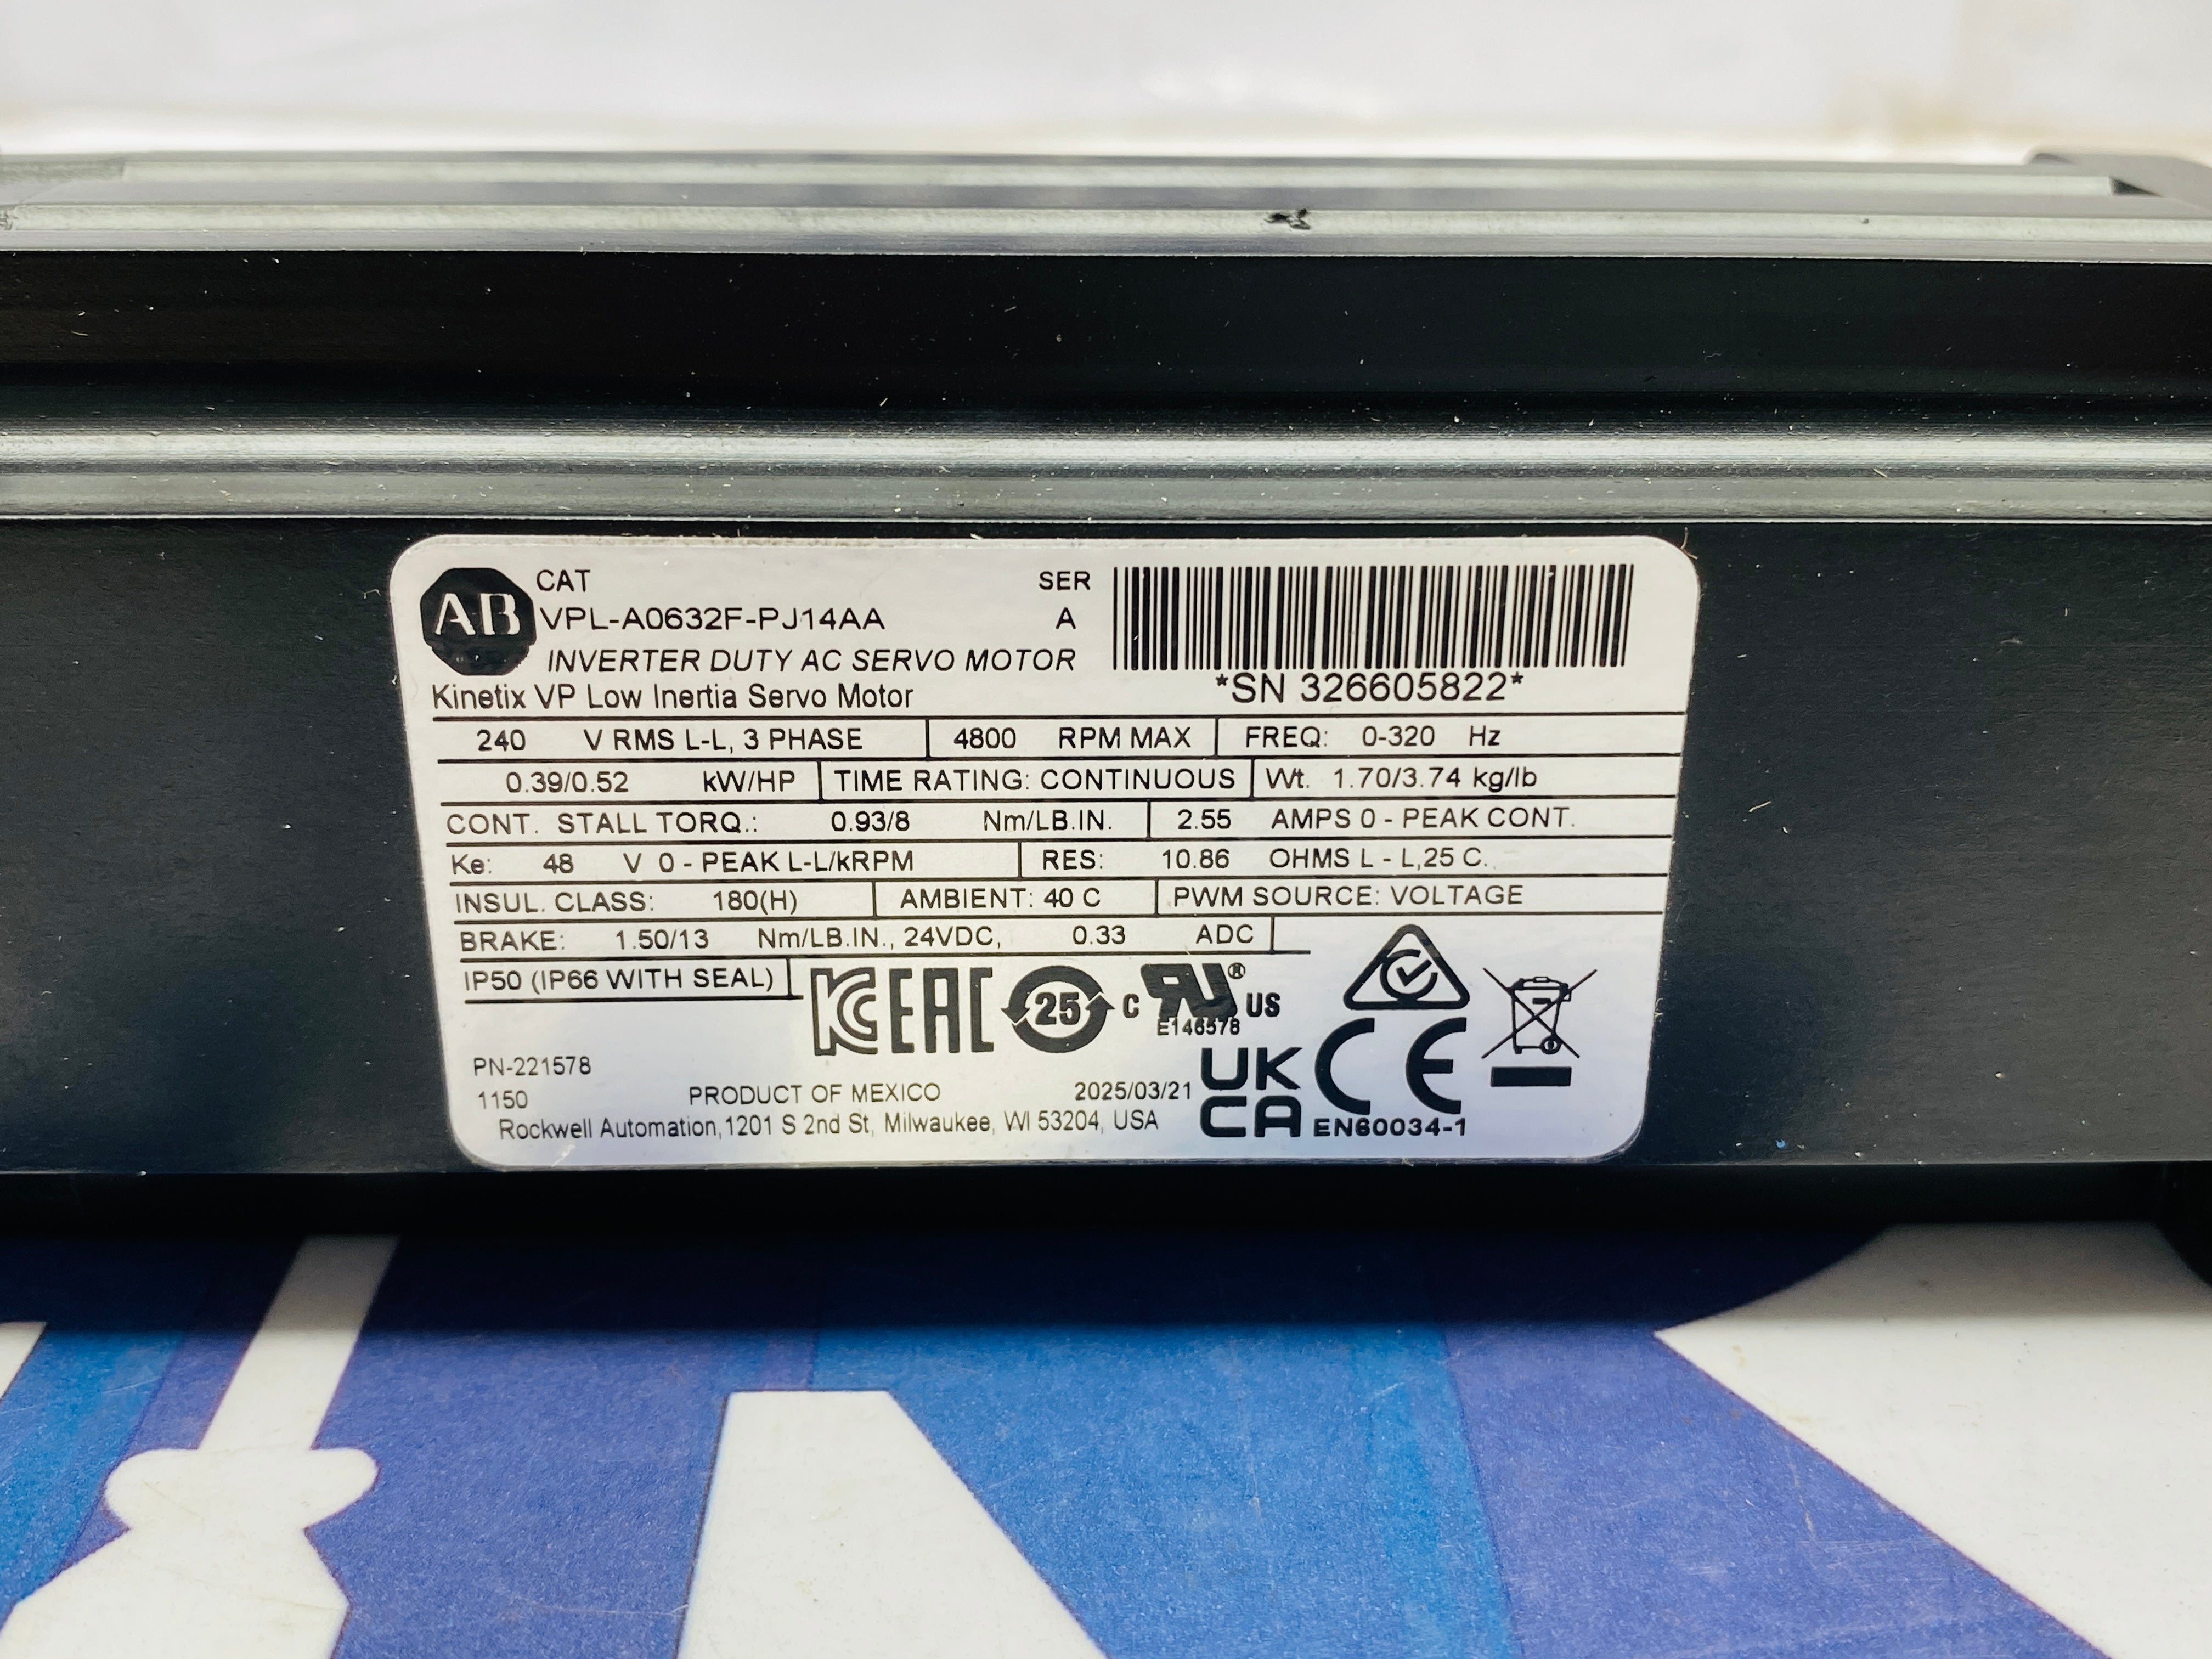 AB
CAT SER
VPL-A0632F-PJ14AA A
INVERTER DUTY AC SERVO MOTOR
Kinetix VP Low Inertia Servo Motor *SN 326605822*
240 V RMS L-L, 3 PHASE 4800 RPM MAX FREQ: 0-320 Hz
0.39/0.52 kW/HP TIME RATING: CONTINUOUS Wt. 1.70/3.74 kg/lb
CONT. STALL TORQ.: 0.93/8 Nm/LB.IN. 2.55 AMPS 0 - PEAK CONT.
Ke: 48 V 0 - PEAK L-L/kRPM RES: 10.86 OHMS L - L,25 C.
INSUL. CLASS: 180(H) AMBIENT: 40 C PWM SOURCE: VOLTAGE
BRAKE: 1.50/13 Nm/LB.IN., 24VDC, 0.33 ADC
IP50 (IP66 WITH SEAL)
KC EAC 25 C RU® US
E146578
PN-221578
1150 PRODUCT OF MEXICO 2025/03/21
Rockwell Automation,1201 S 2nd St, Milwaukee, WI 53204, USA
UK
CA CE
EN60034-1